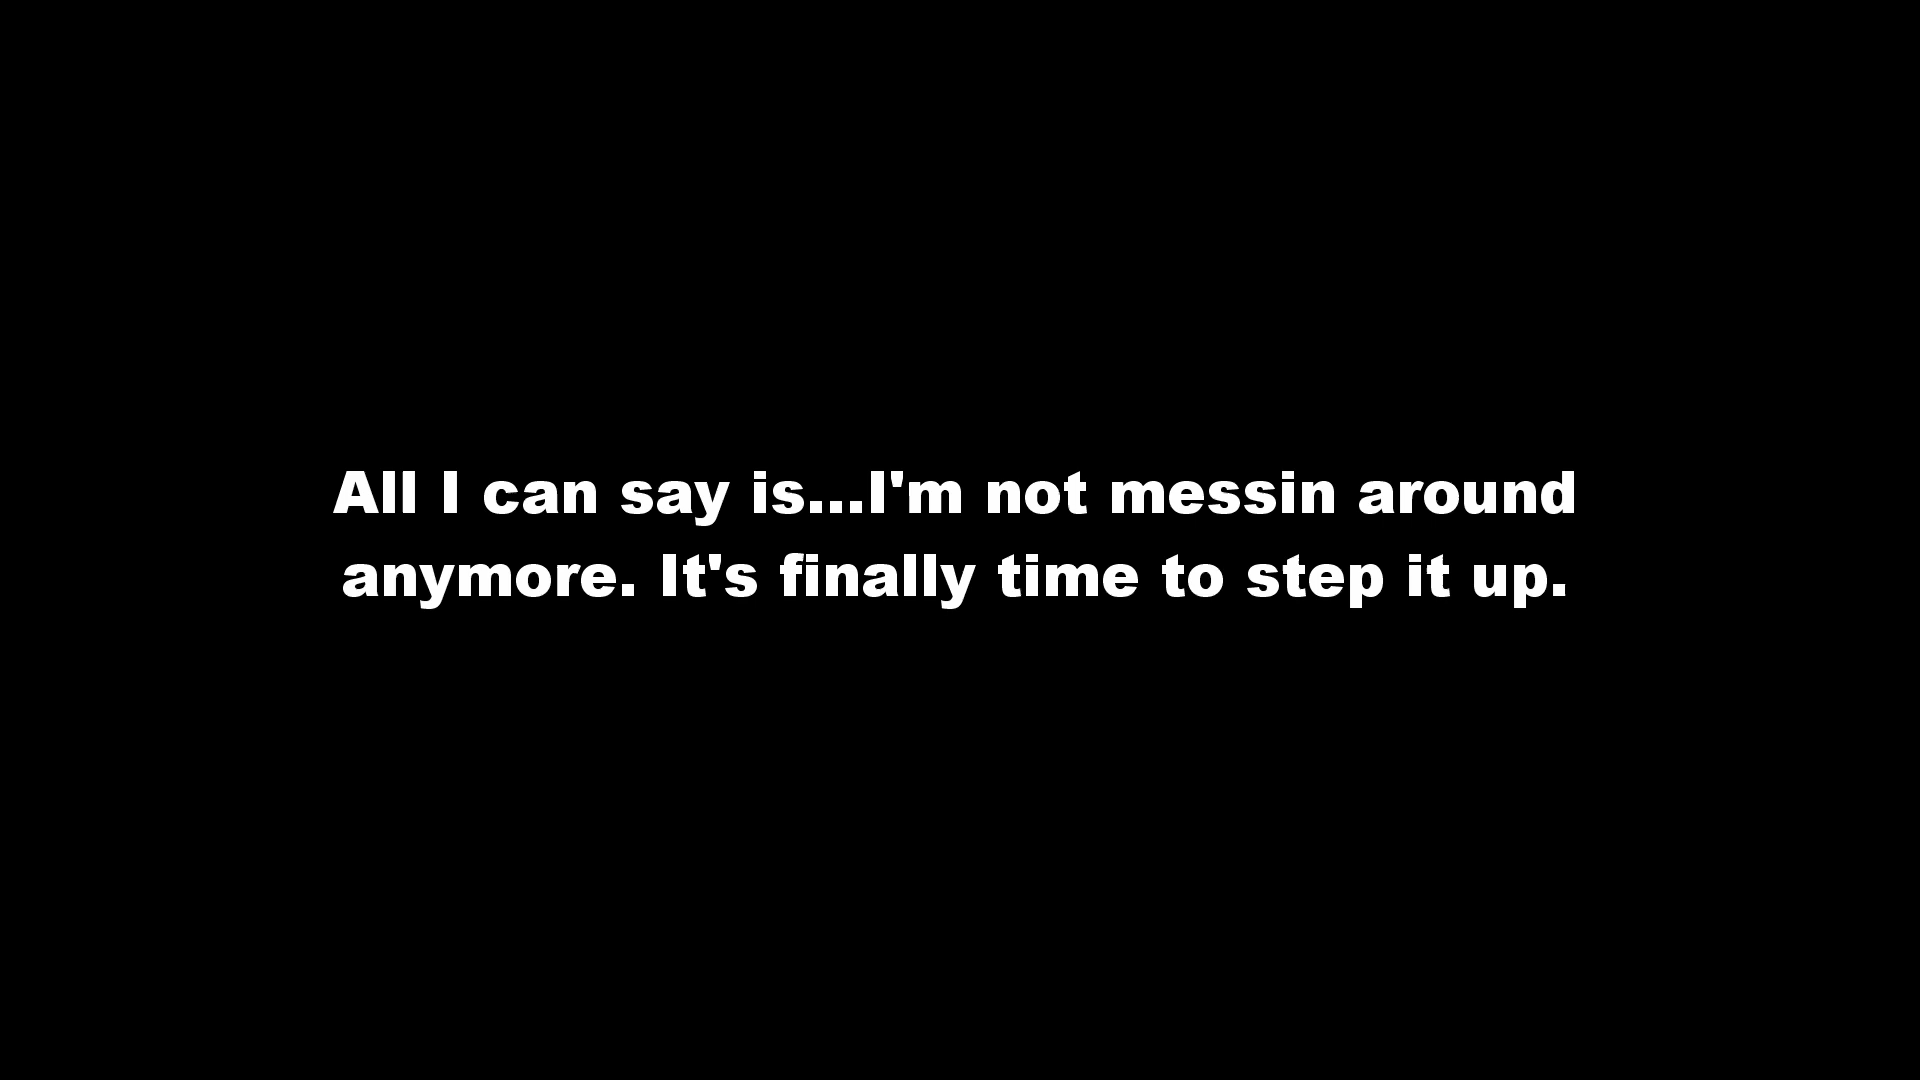 All I can say is...I'm not messin around
anymore. It's finally time to step it up.